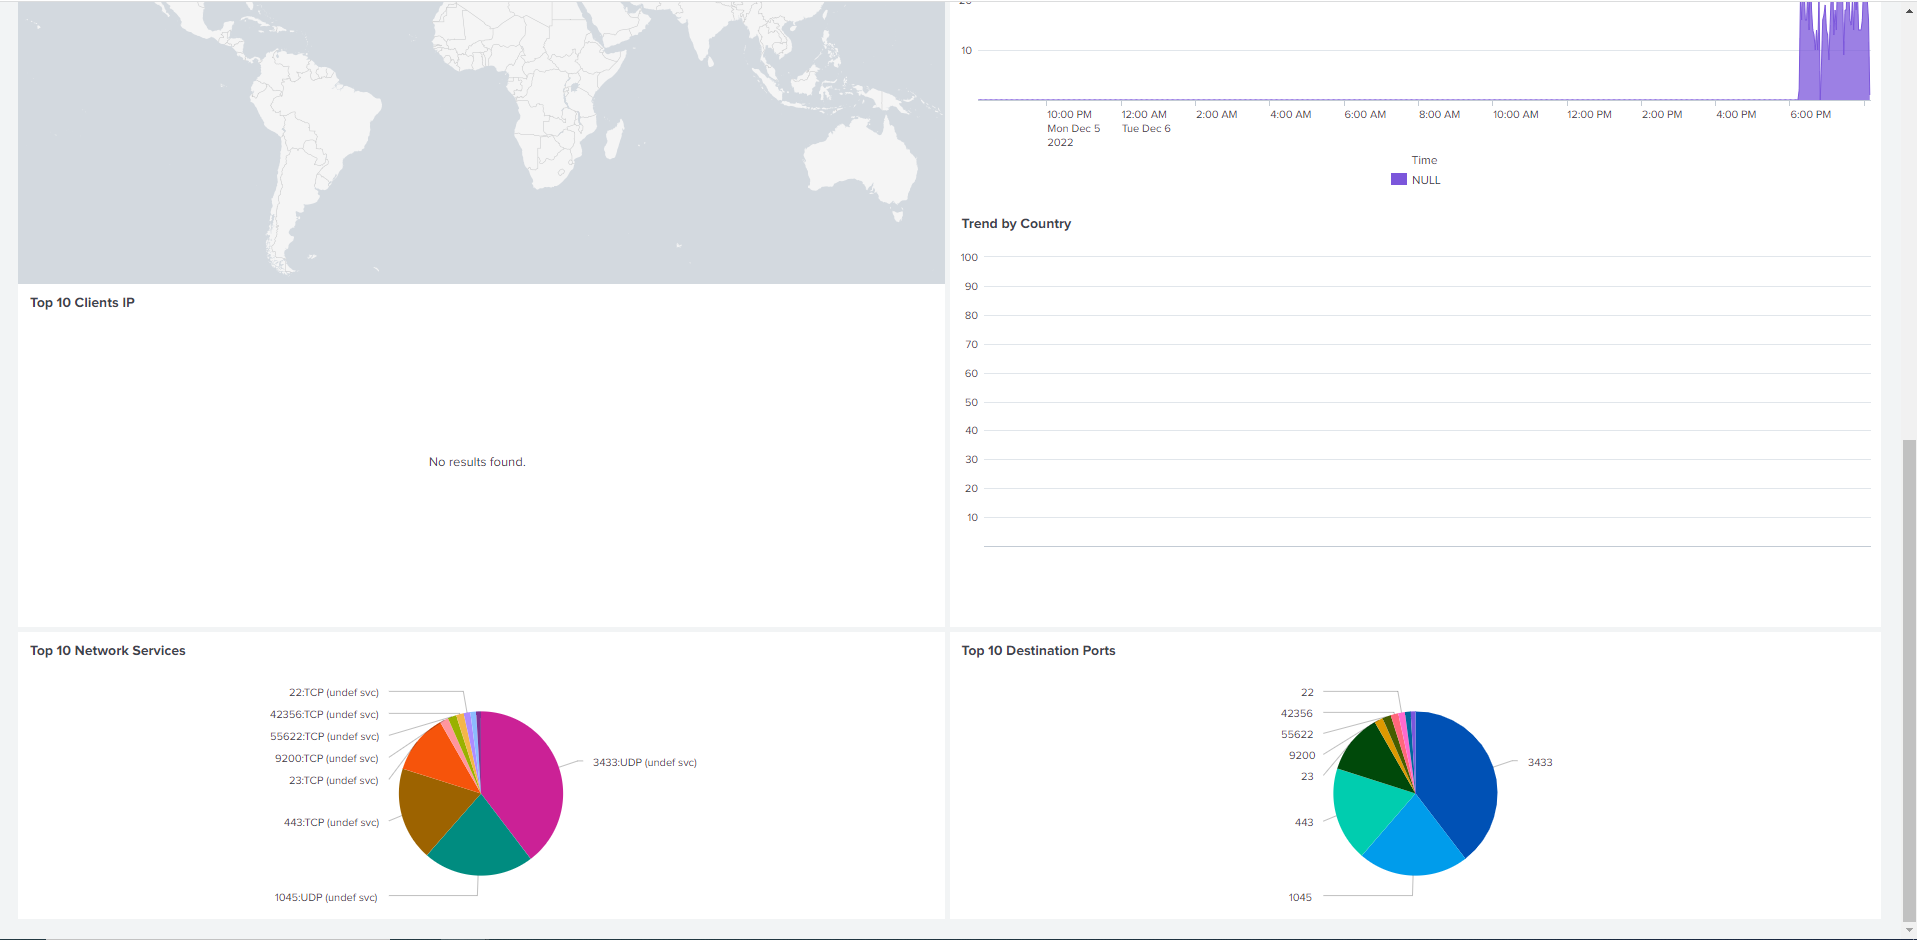 10
10:00 PM
Mon Dec 5
2022
12:00 AM
Tue Dec 6
2:00 AM
4:00 AM
6:00 AM
8:00 AM
10:00 AM
12:00 PM
2:00 PM
4:00 PM
6:00 PM
Time
NULL
Trend by Country
100
90
80
70
60
50
40
30
20
10
Top 10 Clients IP
No results found.
Top 10 Network Services
22:TCP (undef svc)
42356:TCP (undef svc)
55622:TCP (undef svc)
9200:TCP (undef svc)
23:TCP (undef svc)
443:TCP (undef svc)
1045:UDP (undef svc)
3433:UDP (undef svc)
Top 10 Destination Ports
22
42356
55622
9200
23
443
1045
3433